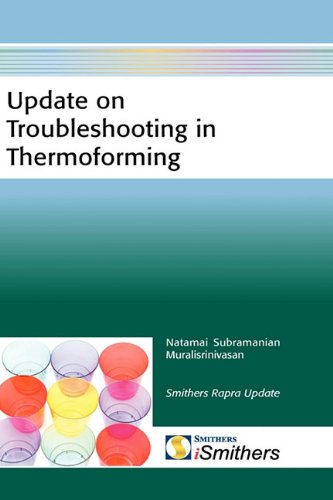 Update on
Troubleshooting in
Thermoforming
Natamai Subramanian
Muralisrinivasan
Smithers Rapra Update
SMITHERS
iSmithers